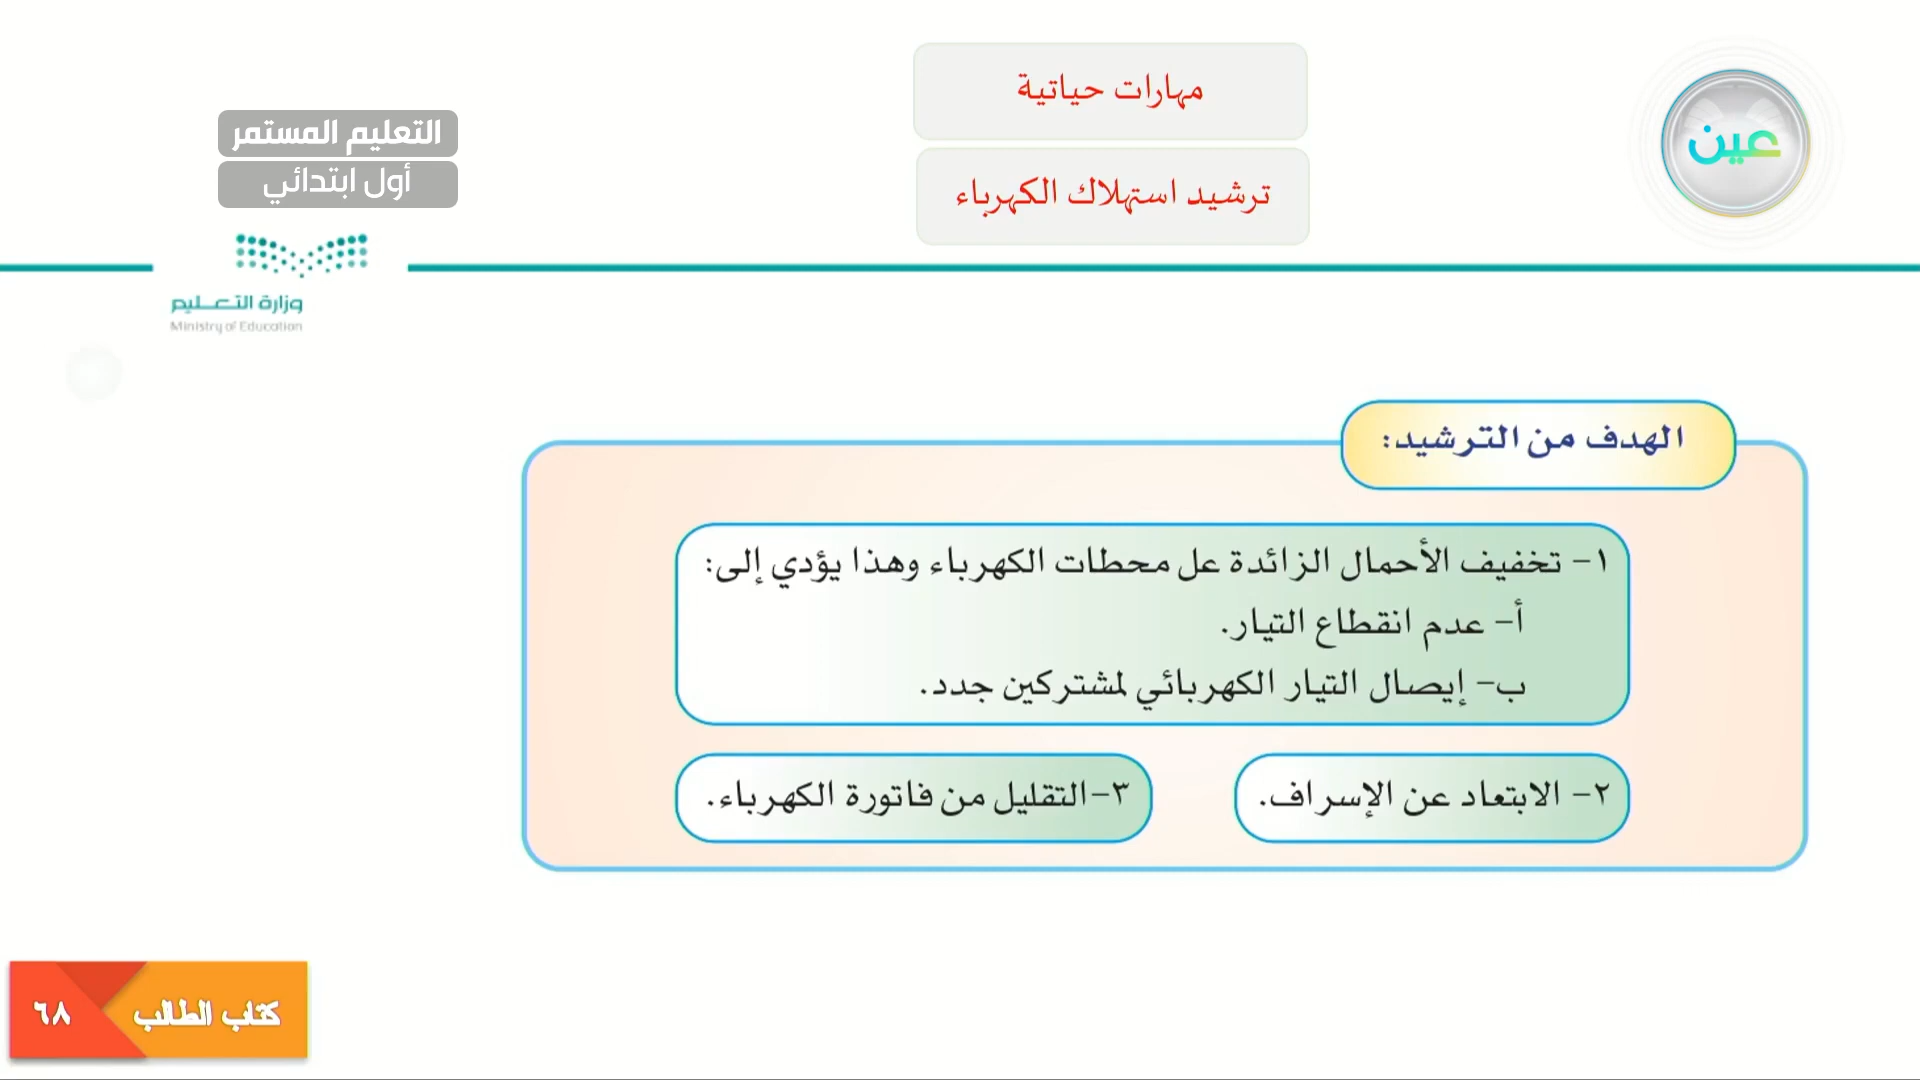 مهارات حياتية
ترشيد استهلاك الكهرباء
عين
التعليم المستمر
أول ابتدائي
وزارة التعـليم
Ministry of Education
الهدف من الترشيد:
١- تخفيف الأحمال الزائدة عل محطات الكهرباء وهذا يؤدي إلى:
أ- عدم انقطاع التيار.
ب- إيصال التيار الكهربائي لمشتركين جدد.
٢- الابتعاد عن الإسراف.
٣-التقليل من فاتورة الكهرباء.
كتاب الطالب
٦٨